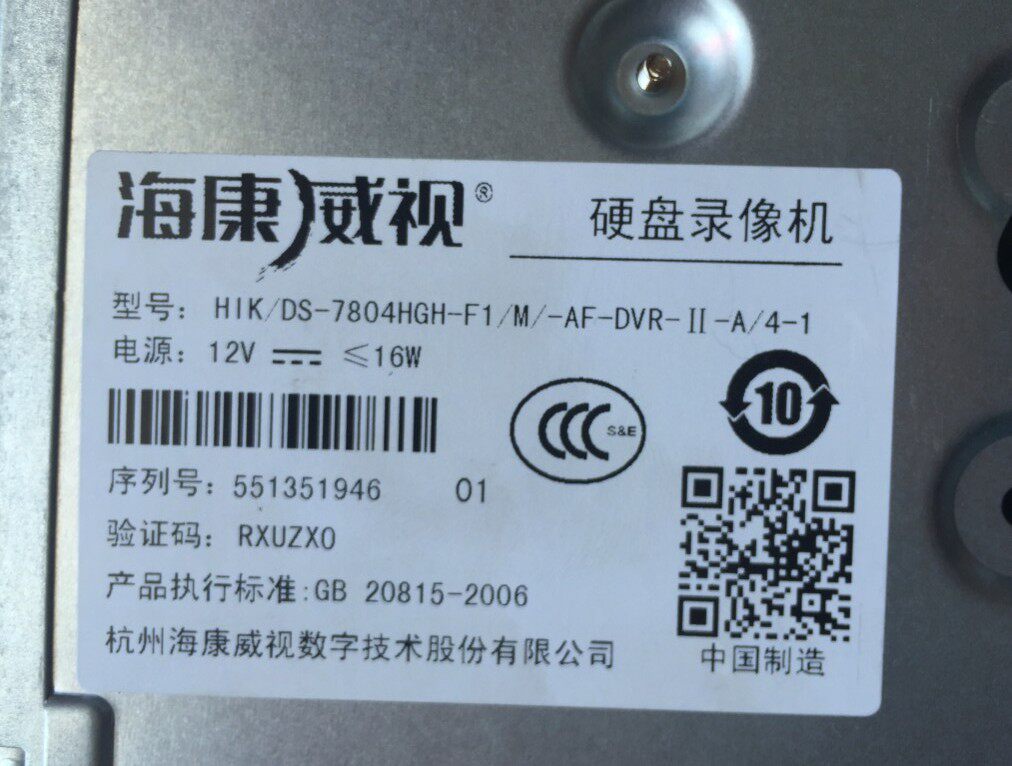 海康威视®
硬盘录像机
型号: HIK/DS-7804HGH-F1/M/-AF-DVR-II-A/4-1
电源: 12V ⎓ ≤16W
CCC S&E
10
序列号: 551351946 01
验证码: RXUZXO
产品执行标准:GB 20815-2006
杭州海康威视数字技术股份有限公司
中国制造